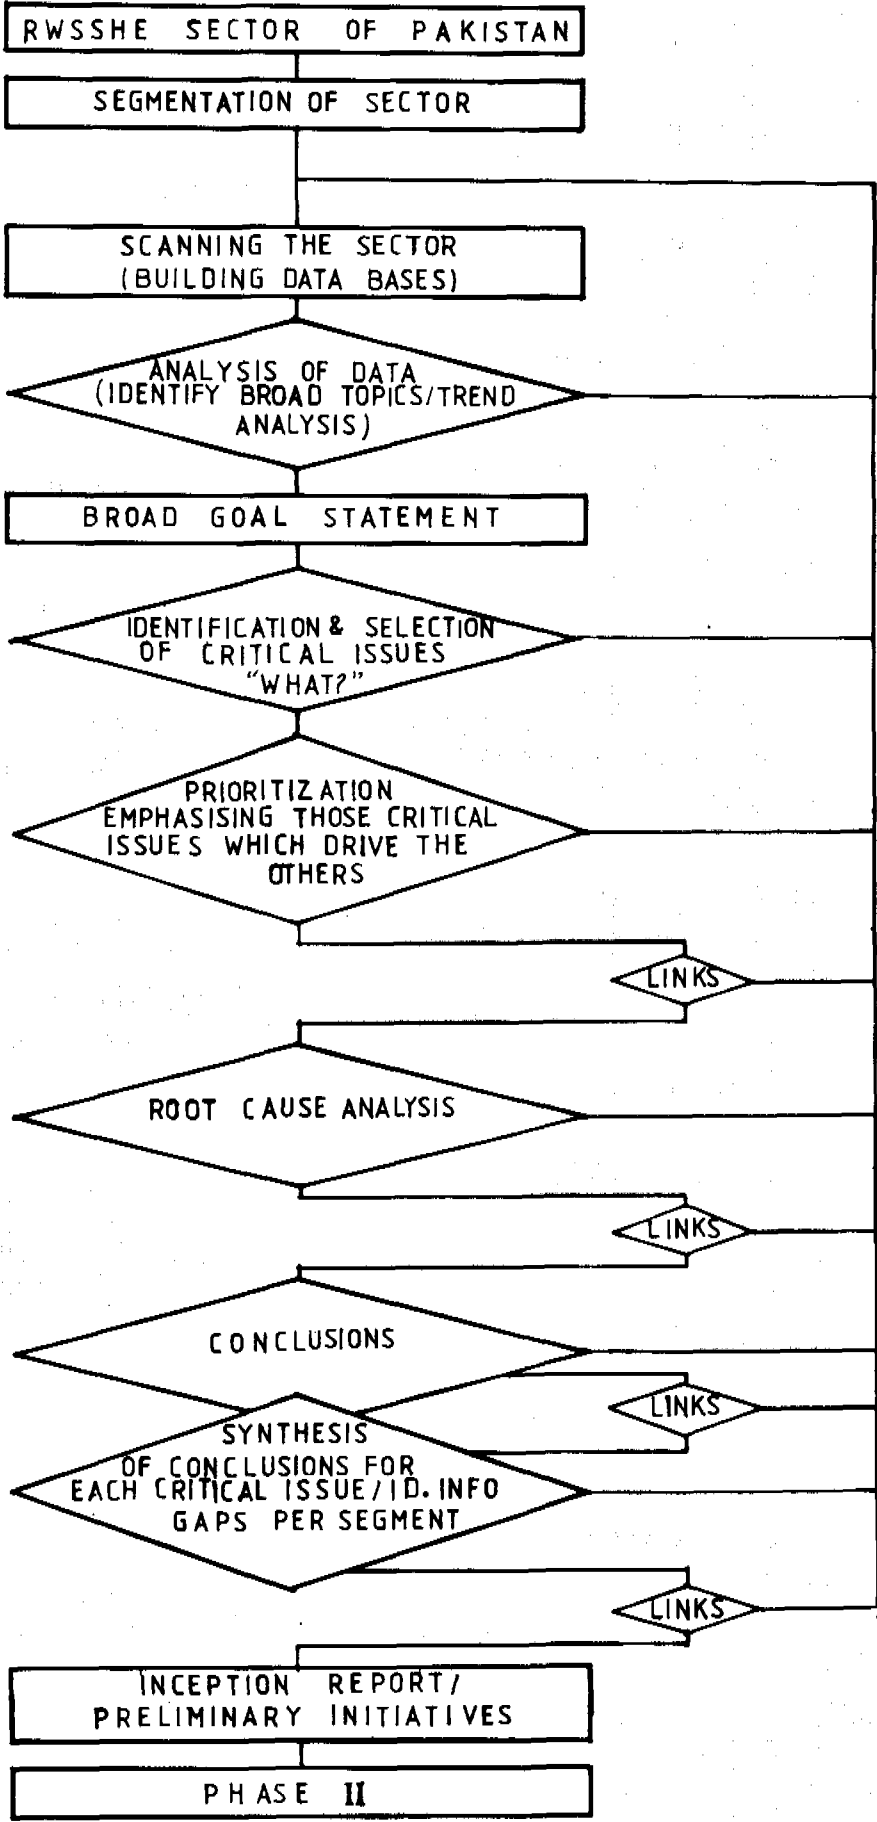 RWSSHE SECTOR OF PAKISTAN
SEGMENTATION OF SECTOR
SCANNING THE SECTOR
(BUILDING DATA BASES)
ANALYSIS OF DATA
(IDENTIFY BROAD TOPICS/TREND
ANALYSIS)
BROAD GOAL STATEMENT
IDENTIFICATION & SELECTION
OF CRITICAL ISSUES
"WHAT?"
PRIORITIZATION
EMPHASISING THOSE CRITICAL
ISSUES WHICH DRIVE THE
OTHERS
LINKS
ROOT CAUSE ANALYSIS
LINKS
CONCLUSIONS
LINKS
SYNTHESIS
OF CONCLUSIONS FOR
EACH CRITICAL ISSUE/ID. INFO
GAPS PER SEGMENT
LINKS
INCEPTION REPORT/
PRELIMINARY INITIATIVES
PHASE II